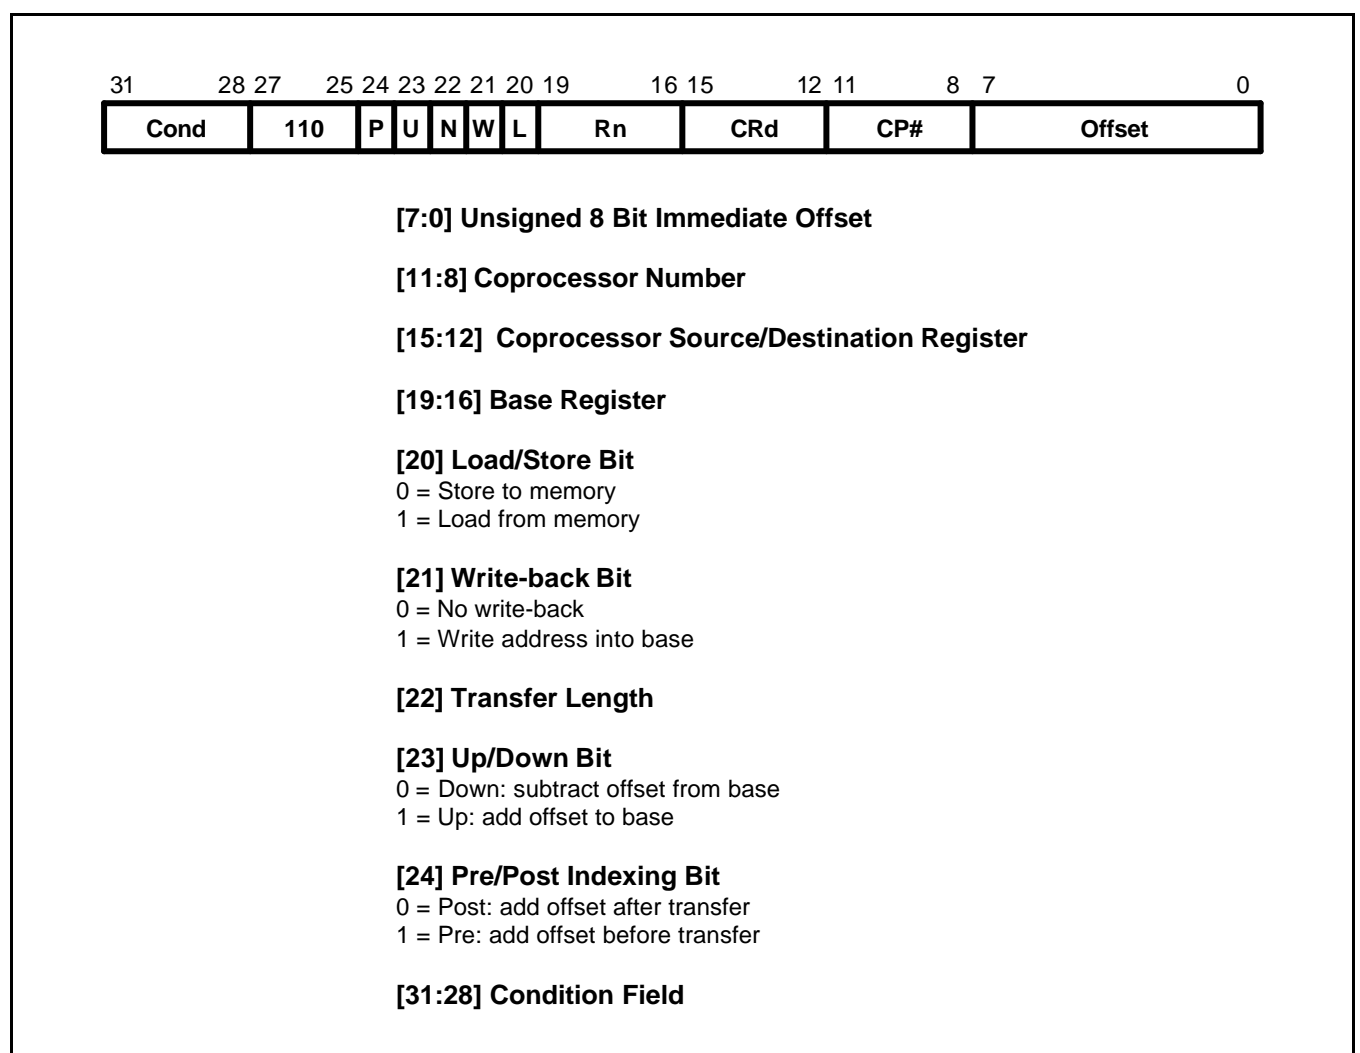 31 28 27 25 24 23 22 21 20 19 16 15 12 11 8 7 0
Cond 110 P U N W L Rn CRd CP# Offset
[7:0] Unsigned 8 Bit Immediate Offset
[11:8] Coprocessor Number
[15:12] Coprocessor Source/Destination Register
[19:16] Base Register
[20] Load/Store Bit
0 = Store to memory
1 = Load from memory
[21] Write-back Bit
0 = No write-back
1 = Write address into base
[22] Transfer Length
[23] Up/Down Bit
0 = Down: subtract offset from base
1 = Up: add offset to base
[24] Pre/Post Indexing Bit
0 = Post: add offset after transfer
1 = Pre: add offset before transfer
[31:28] Condition Field